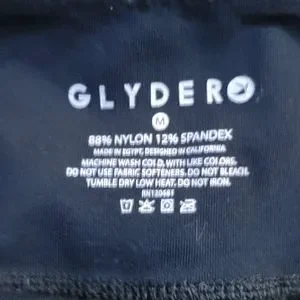 GLYDER
M
88% NYLON 12% SPANDEX
MADE IN EGYPT, DESIGNED IN CALIFORNIA
MACHINE WASH COLD, WITH LIKE COLORS.
DO NOT USE FABRIC SOFTENERS. DO NOT BLEACH.
TUMBLE DRY LOW HEAT. DO NOT IRON.